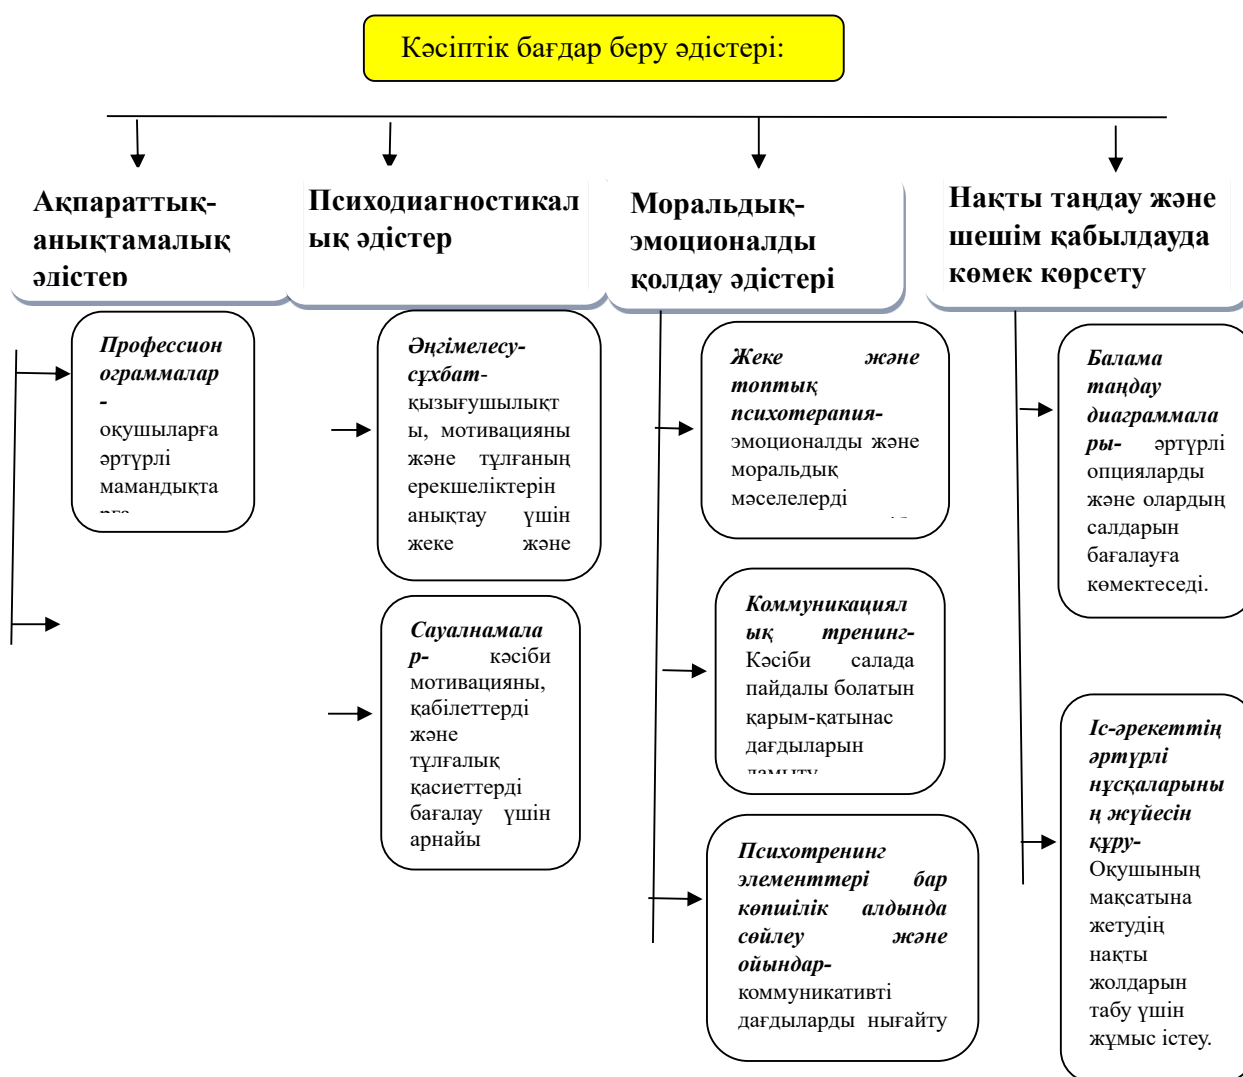 Кәсіптік бағдар беру әдістері:
Ақпараттық-
анықтамалық
әдістер
Психодиагностикал
ық әдістер
Моральдық-
эмоционалды
қолдау әдістері
Нақты таңдау және
шешім қабылдауда
көмек көрсету
Профессион
ограммалар
-
оқушыларға
әртүрлі
мамандықта
Әңгімелесу-
сұхбат-
қызығушылықт
ы, мотивацияны
және тұлғаның
ерекшеліктерін
анықтау үшін
жеке және
Сауалнамала
р- кәсіби
мотивацияны,
қабілеттерді
және
тұлғалық
қасиеттерді
бағалау үшін
арнайы
Жеке және
топтық
психотерапия-
эмоционалды және
моральдық
мәселелерді
Коммуникациял
ық тренинг-
Кәсіби салада
пайдалы болатын
қарым-қатынас
дағдыларын
дамыту
Психотренинг
элементтері бар
көпшілік алдында
сөйлеу және
ойындар-
коммуникативті
дағдыларды нығайту
Балама
таңдау
диаграммала
ры- әртүрлі
опцияларды
және олардың
салдарын
бағалауға
көмектеседі.
Іс-әрекеттің
әртүрлі
нұсқаларыны
ң жүйесін
құру-
Оқушының
мақсатына
жетудің
нақты
жолдарын
табу үшін
жұмыс істеу.